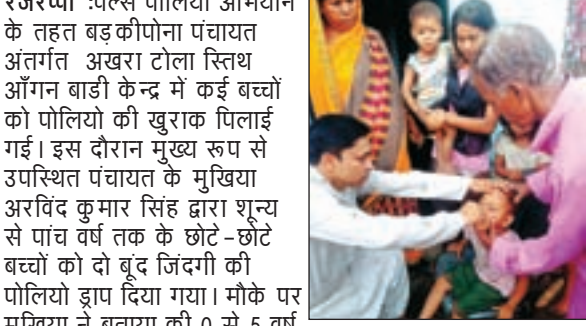 रजरप्पा :पल्स पोलियो अभियान
के तहत बड़कीपोना पंचायत
अंतर्गत अखरा टोला स्तिथ
आँगन बाडी केन्द्र में कई बच्चों
को पोलियो की खुराक पिलाई
गई। इस दौरान मुख्य रूप से
उपस्थित पंचायत के मुखिया
अरविंद कुमार सिंह द्वारा शून्य
से पांच वर्ष तक के छोटे-छोटे
बच्चों को दो बूंद जिंदगी की
पोलियो ड्राप दिया गया। मौके पर
मुखिया ने बताया की 0 से 5 वर्ष